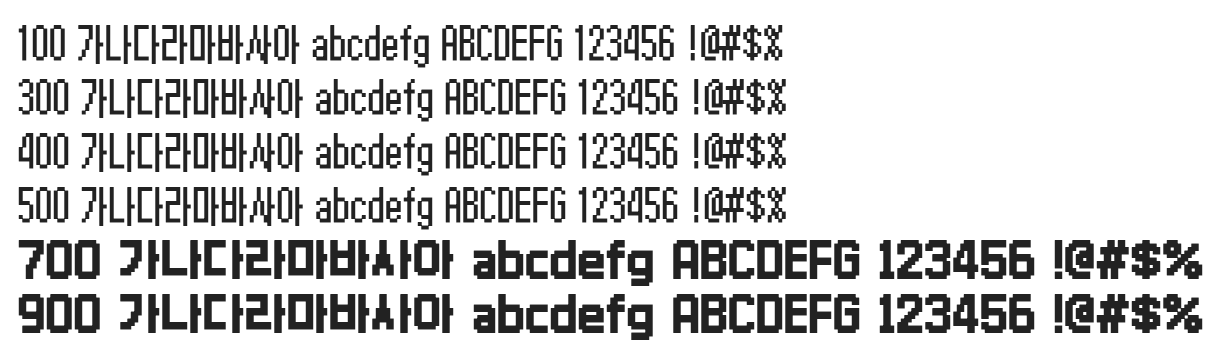 100 가나다라마바사아 abcdefg ABCDEFG 123456 !@#$%
300 가나다라마바사아 abcdefg ABCDEFG 123456 !@#$%
400 가나다라마바사아 abcdefg ABCDEFG 123456 !@#$%
500 가나다라마바사아 abcdefg ABCDEFG 123456 !@#$%
700 가나다라마바사아 abcdefg ABCDEFG 123456 !@#$%
900 가나다라마바사아 abcdefg ABCDEFG 123456 !@#$%